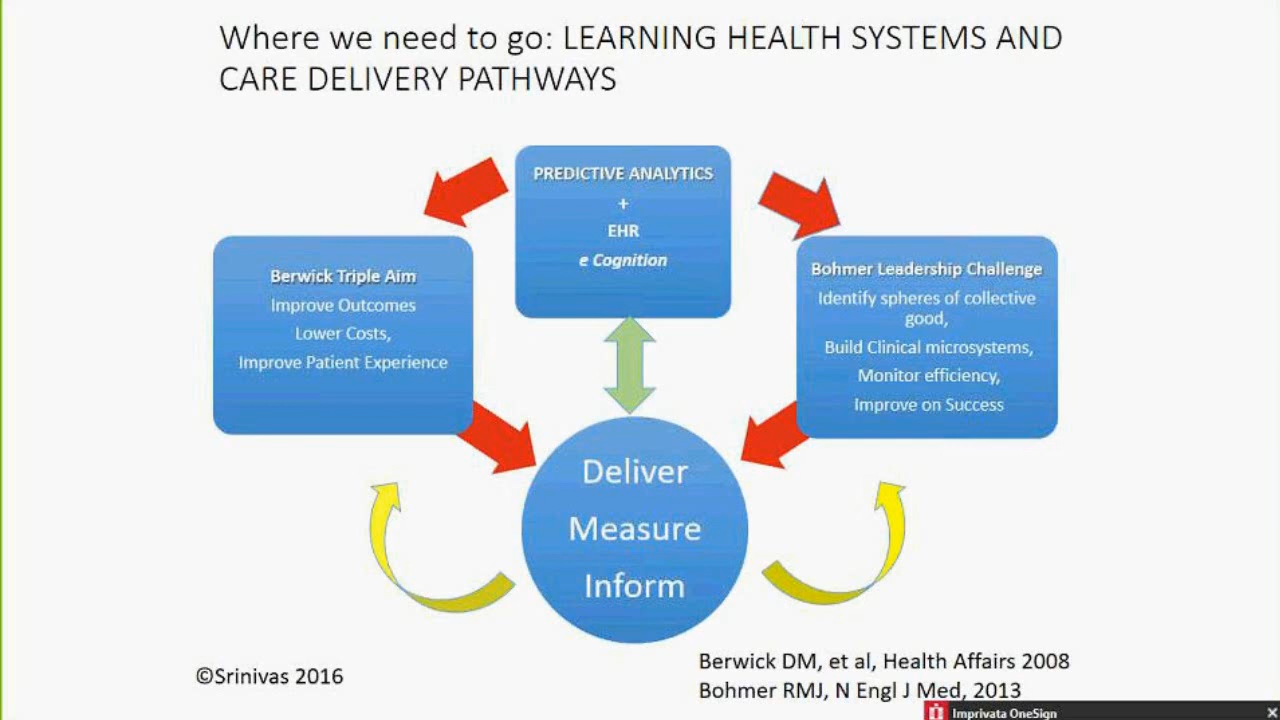 Where we need to go: LEARNING HEALTH SYSTEMS AND
CARE DELIVERY PATHWAYS
PREDICTIVE ANALYTICS
+
EHR
e Cognition
Berwick Triple Aim
Improve Outcomes
Lower Costs,
Improve Patient Experience
Bohmer Leadership Challenge
Identify spheres of collective
good,
Build Clinical microsystems,
Monitor efficiency,
Improve on Success
Deliver
Measure
Inform
©Srinivas 2016
Berwick DM, et al, Health Affairs 2008
Bohmer RMJ, N Engl J Med, 2013
Imprivata OneSign